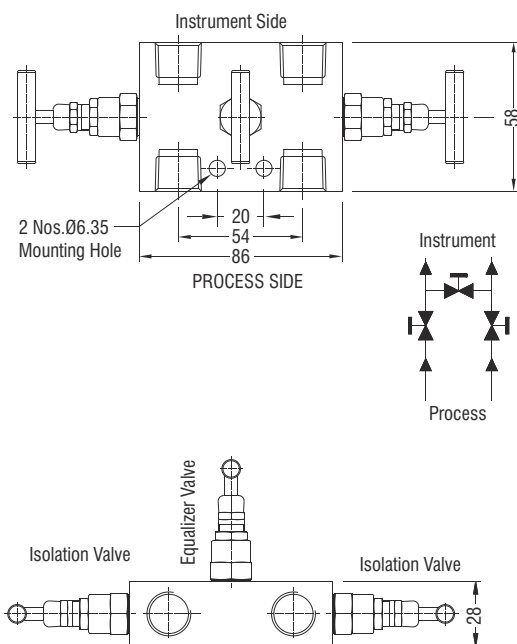 Instrument Side
58
2 Nos.Ø6.35
Mounting Hole
20
54
86
PROCESS SIDE
Instrument
Process
Equalizer Valve
Isolation Valve
Isolation Valve
28